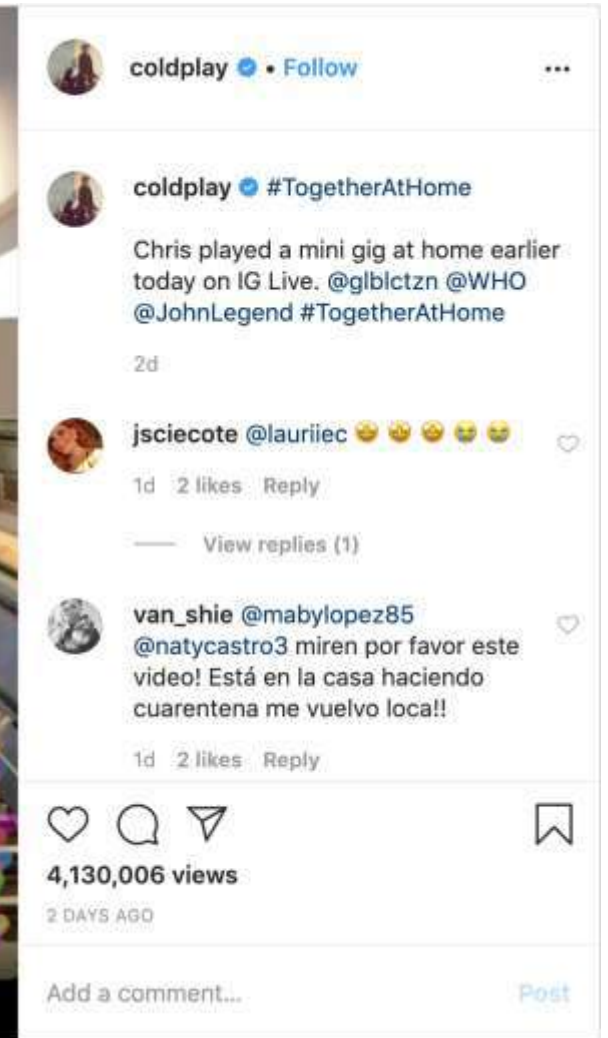 coldplay • Follow
coldplay #TogetherAtHome
Chris played a mini gig at home earlier
today on IG Live. @glblctzn @WHO
@JohnLegend #TogetherAtHome
2d
jsciecote @lauriiec 🤩 🤩 🤩 😭 😭
1d 2 likes Reply
View replies (1)
van_shie @mabylopez85
@natycastro3 miren por favor este
video! Está en la casa haciendo
cuarentena me vuelvo loca!!
1d 2 likes Reply
4,130,006 views
2 DAYS AGO
Add a comment... Post